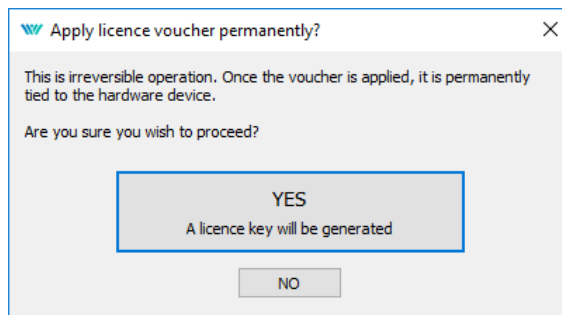 Apply licence voucher permanently?
This is irreversible operation. Once the voucher is applied, it is permanently
tied to the hardware device.
Are you sure you wish to proceed?
YES
A licence key will be generated
NO